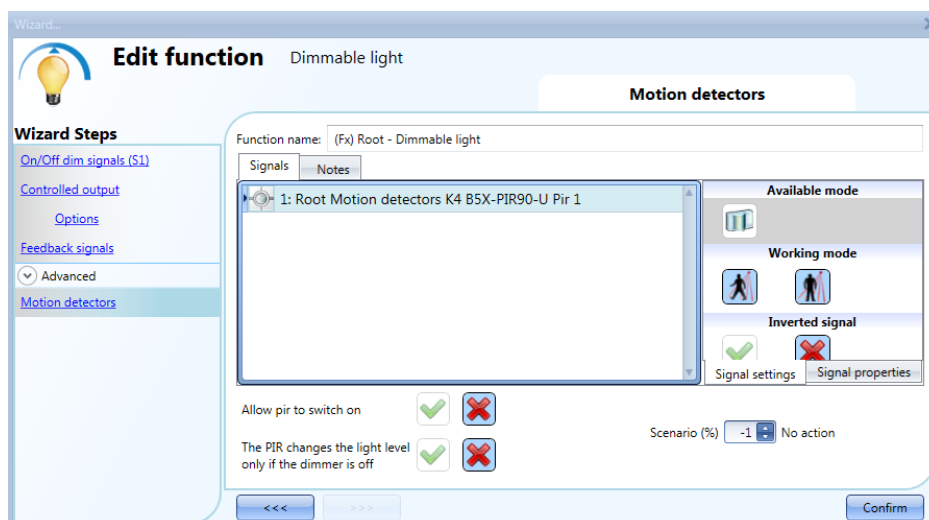 Wizard...
Edit function Dimmable light
Motion detectors
Wizard Steps
On/Off dim signals (S1)
Controlled output
Options
Feedback signals
Advanced
Motion detectors
Function name: (Fx) Root - Dimmable light
Signals Notes
1: Root Motion detectors K4 B5X-PIR90-U Pir 1
Available mode
Working mode
Inverted signal
Signal settings Signal properties
Allow pir to switch on
The PIR changes the light level
only if the dimmer is off
Scenario (%) -1 No action
<<< >>> Confirm